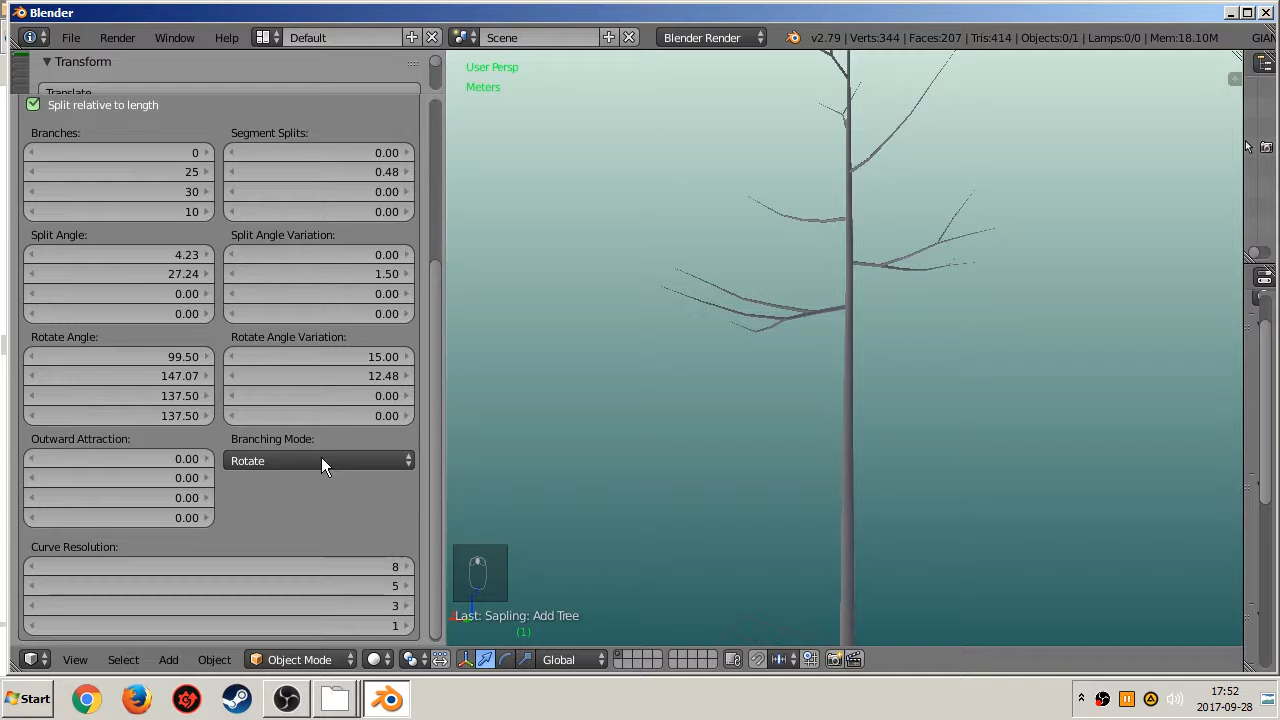 Blender
File Render Window Help Default Scene Blender Render v2.79 | Verts:344 | Faces:207 | Tris:414 | Objects:0/1 | Lamps:0/0 | Mem:18.10M GIAN
Transform
User Persp
Meters
Translate
Split relative to length
Branches: Segment Splits:
0 0.00
25 0.48
30 0.00
10 0.00
Split Angle: Split Angle Variation:
4.23 0.00
27.24 1.50
0.00 0.00
0.00 0.00
Rotate Angle: Rotate Angle Variation:
99.50 15.00
147.07 12.48
137.50 0.00
137.50 0.00
Outward Attraction: Branching Mode:
0.00 Rotate
0.00
0.00
0.00
Curve Resolution:
8
5
3
1
Last: Sapling: Add Tree
(1)
View Select Add Object Object Mode Global
Start 17:52
2017-09-28